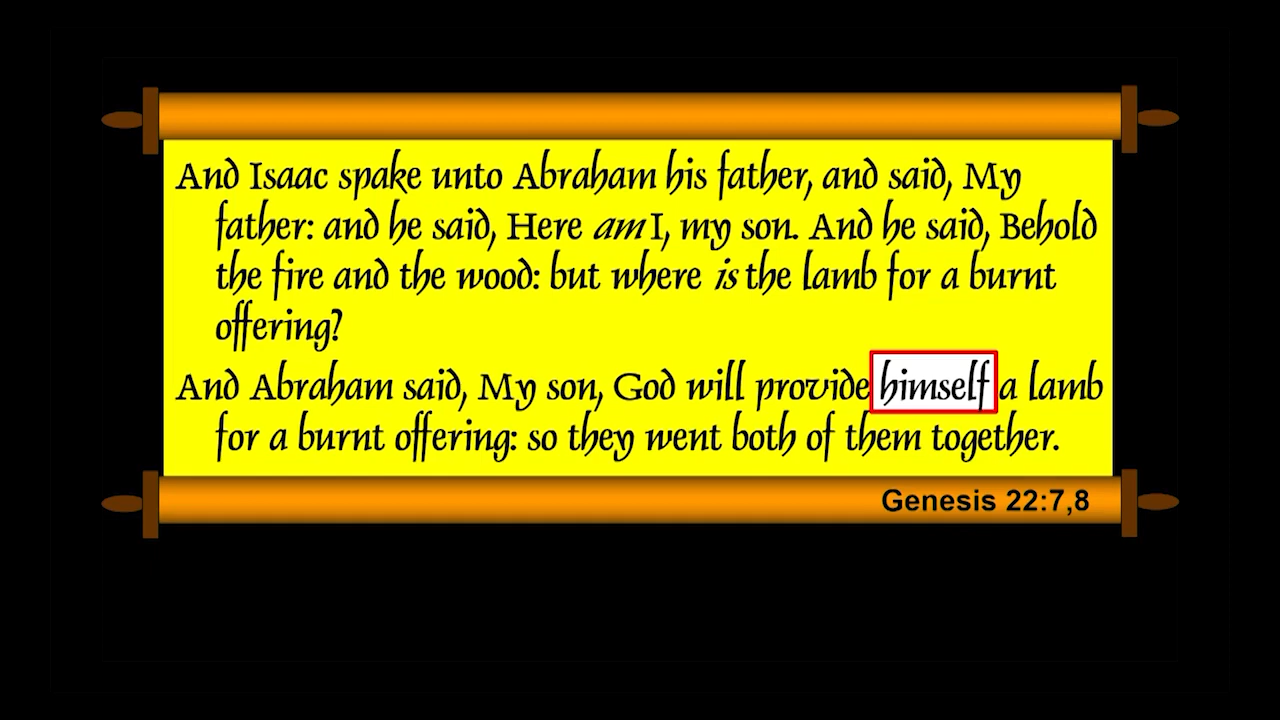 And Isaac spake unto Abraham his father, and said, My
father: and he said, Here am I, my son. And he said, Behold
the fire and the wood: but where is the lamb for a burnt
offering?
And Abraham said, My son, God will provide himself a lamb
for a burnt offering: so they went both of them together.
Genesis 22:7,8